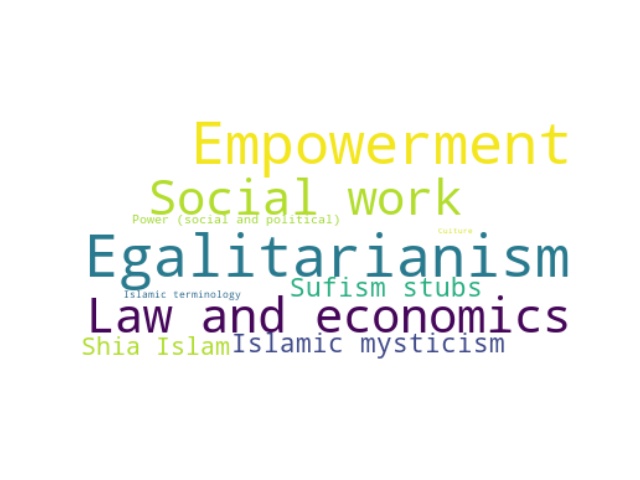 Empowerment
Social work
Power (social and political)
Culture
Egalitarianism
Sufism stubs
Islamic terminology
Law and economics
Shia Islam
Islamic mysticism